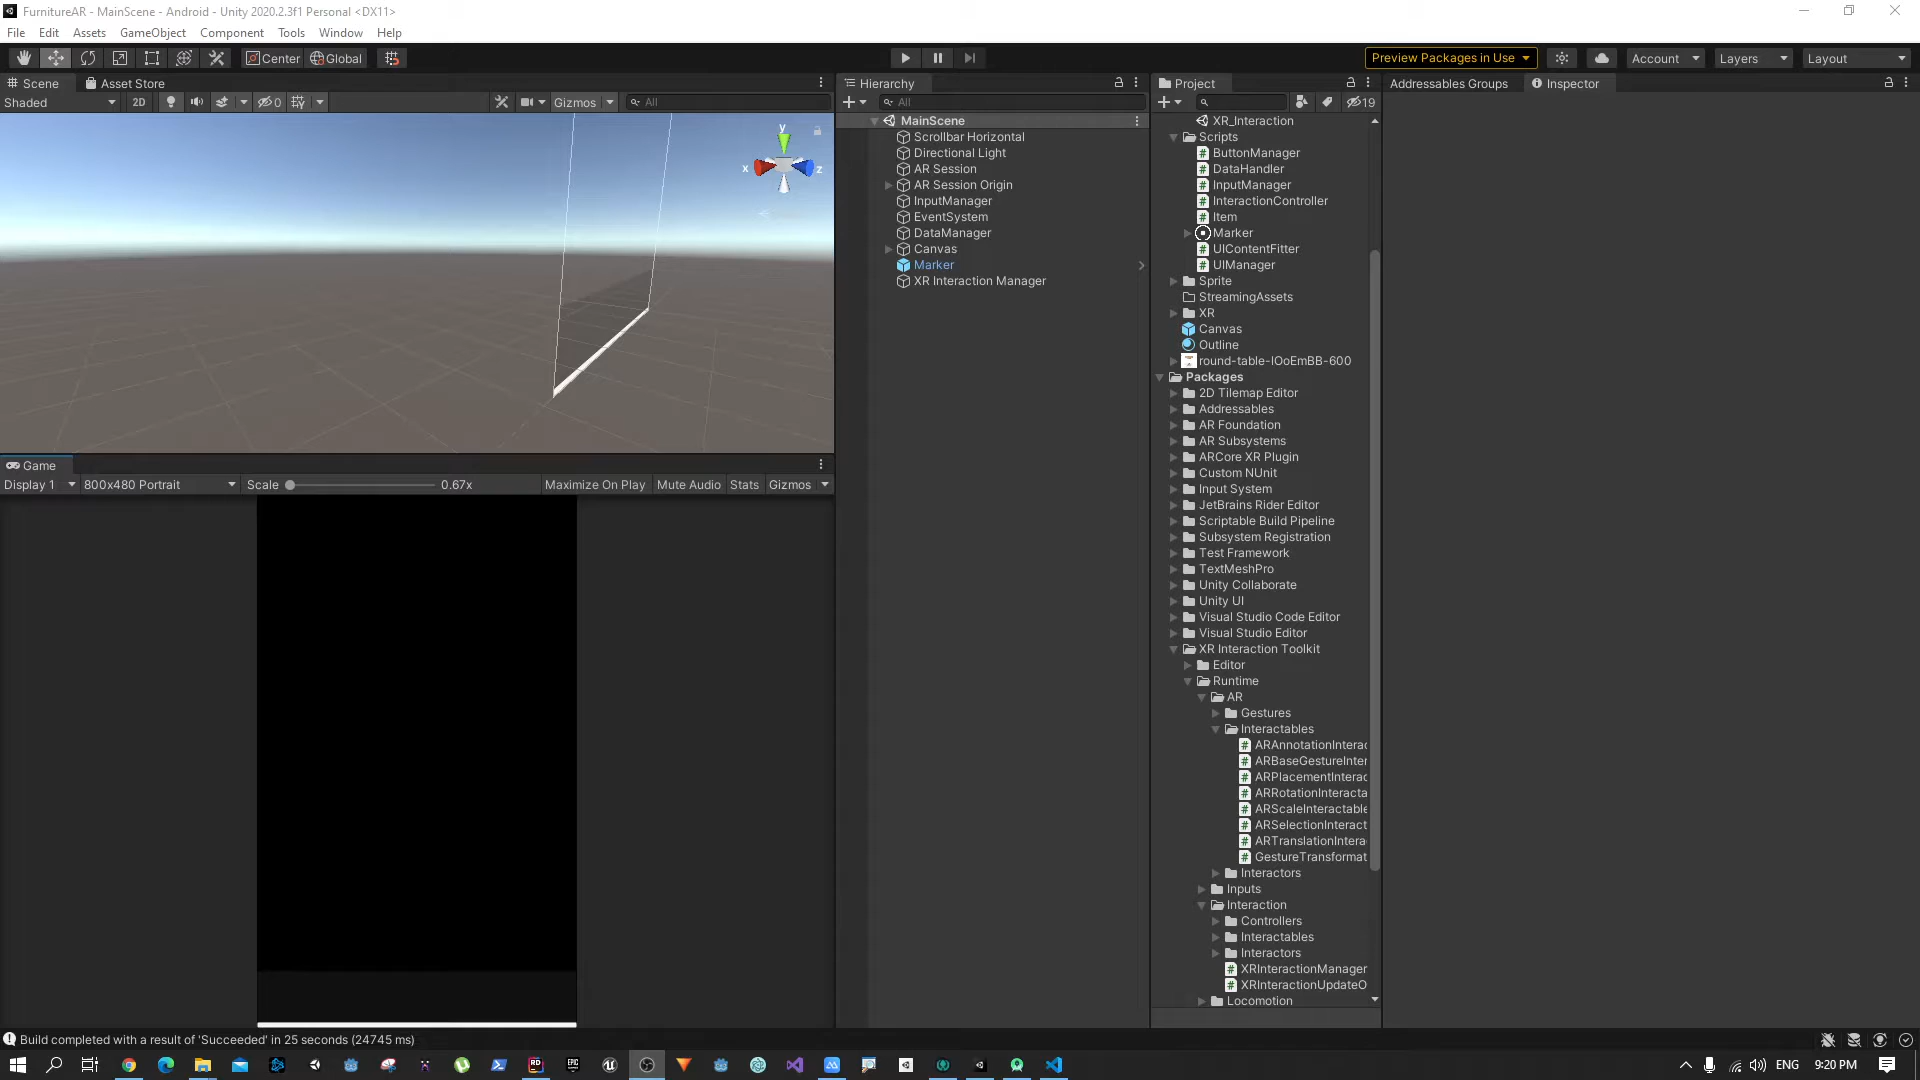 FurnitureAR - MainScene - Android - Unity 2020.2.3f1 Personal <DX11>
File Edit Assets GameObject Component Tools Window Help
Center Global Preview Packages in Use Account Layers Layout
Scene Asset Store
Shaded 2D 0 Gizmos All
y
x z
Game
Display 1 800x480 Portrait Scale 0.67x Maximize On Play Mute Audio Stats Gizmos
Hierarchy
All
MainScene
Scrollbar Horizontal
Directional Light
AR Session
AR Session Origin
InputManager
EventSystem
DataManager
Canvas
Marker
XR Interaction Manager
Project
19
XR_Interaction
Scripts
ButtonManager
DataHandler
InputManager
InteractionController
Item
Marker
UIContentFitter
UIManager
Sprite
StreamingAssets
XR
Canvas
Outline
round-table-IOoEmBB-600
Packages
2D Tilemap Editor
Addressables
AR Foundation
AR Subsystems
ARCore XR Plugin
Custom NUnit
Input System
JetBrains Rider Editor
Scriptable Build Pipeline
Subsystem Registration
Test Framework
TextMeshPro
Unity Collaborate
Unity UI
Visual Studio Code Editor
Visual Studio Editor
XR Interaction Toolkit
Editor
Runtime
AR
Gestures
Interactables
ARAnnotationInterac
ARBaseGestureInter
ARPlacementInterac
ARRotationInteracta
ARScaleInteractable
ARSelectionInteract
ARTranslationIntera
GestureTransformat
Interactors
Inputs
Interaction
Controllers
Interactables
Interactors
XRInteractionManager
XRInteractionUpdateO
Locomotion
Addressables Groups Inspector
Build completed with a result of 'Succeeded' in 25 seconds (24745 ms)
ENG 9:20 PM